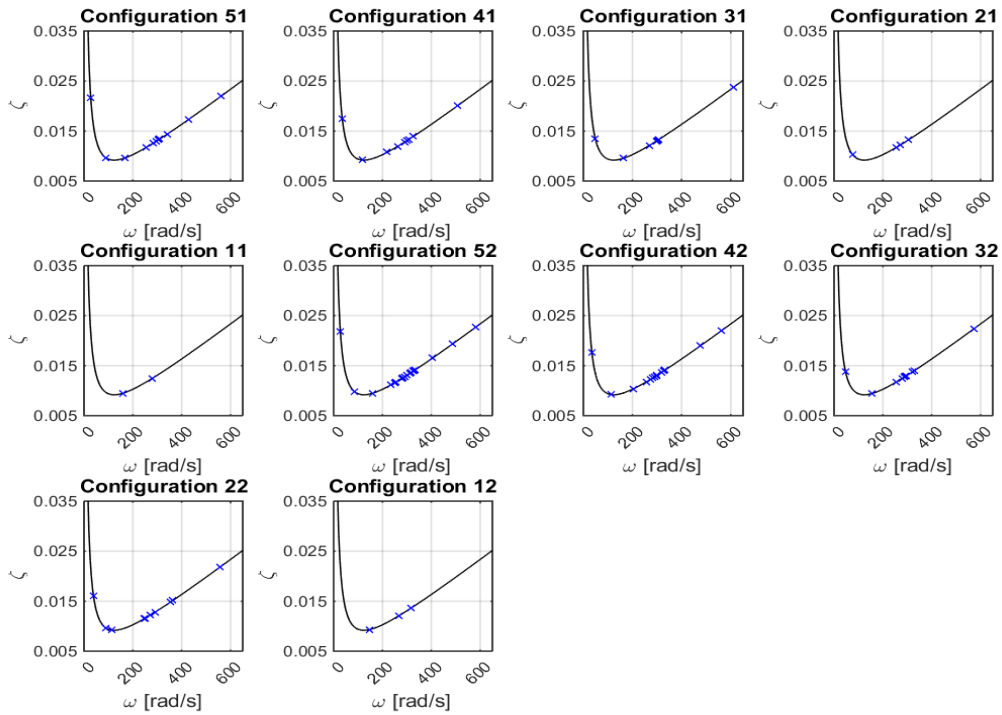 Configuration 51
0.035
0.025
0.015
0.005
ζ
0
200
400
600
ω [rad/s]
Configuration 41
0.035
0.025
0.015
0.005
ζ
0
200
400
600
ω [rad/s]
Configuration 31
0.035
0.025
0.015
0.005
ζ
0
200
400
600
ω [rad/s]
Configuration 21
0.035
0.025
0.015
0.005
ζ
0
200
400
600
ω [rad/s]
Configuration 11
0.035
0.025
0.015
0.005
ζ
0
200
400
600
ω [rad/s]
Configuration 52
0.035
0.025
0.015
0.005
ζ
0
200
400
600
ω [rad/s]
Configuration 42
0.035
0.025
0.015
0.005
ζ
0
200
400
600
ω [rad/s]
Configuration 32
0.035
0.025
0.015
0.005
ζ
0
200
400
600
ω [rad/s]
Configuration 22
0.035
0.025
0.015
0.005
ζ
0
200
400
600
ω [rad/s]
Configuration 12
0.035
0.025
0.015
0.005
ζ
0
200
400
600
ω [rad/s]